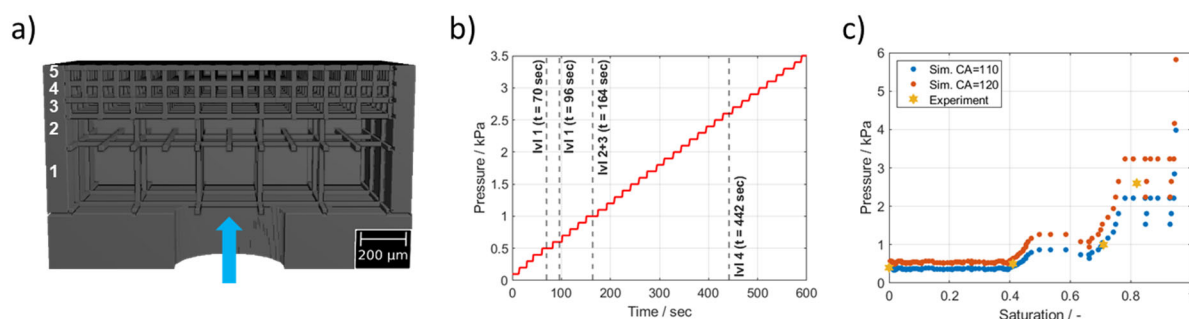 a)
5
4
3
2
1
200 µm
b)
Pressure / kPa
3.5
3
2.5
2
1.5
1
0.5
0
lvl 1 (t = 70 sec)
lvl 1 (t = 96 sec)
lvl 2+3 (t = 164 sec)
lvl 4 (t = 442 sec)
0 100 200 300 400 500 600
Time / sec
c)
Pressure / kPa
6
5
4
3
2
1
0
Sim. CA=110
Sim. CA=120
Experiment
0 0.2 0.4 0.6 0.8
Saturation / -